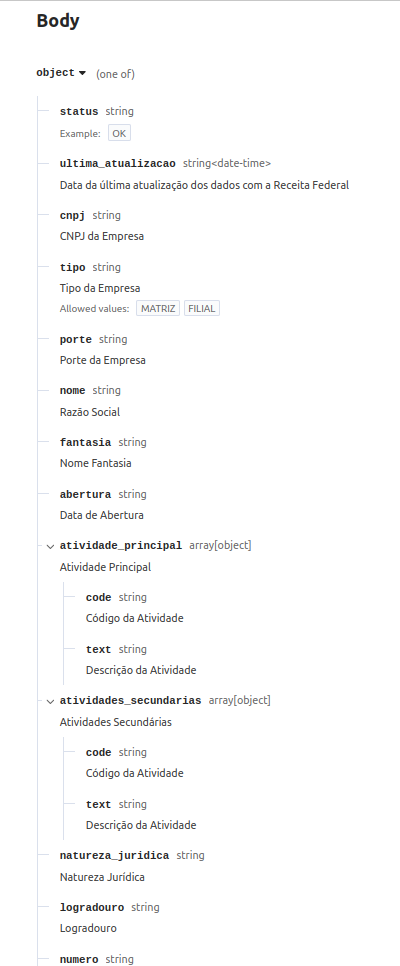 Body
object (one of)
status string
Example: OK
ultima_atualizacao string<date-time>
Data da última atualização dos dados com a Receita Federal
cnpj string
CNPJ da Empresa
tipo string
Tipo da Empresa
Allowed values: MATRIZ FILIAL
porte string
Porte da Empresa
nome string
Razão Social
fantasia string
Nome Fantasia
abertura string
Data de Abertura
atividade_principal array[object]
Atividade Principal
code string
Código da Atividade
text string
Descrição da Atividade
atividades_secundarias array[object]
Atividades Secundárias
code string
Código da Atividade
text string
Descrição da Atividade
natureza_juridica string
Natureza Jurídica
logradouro string
Logradouro
numero string